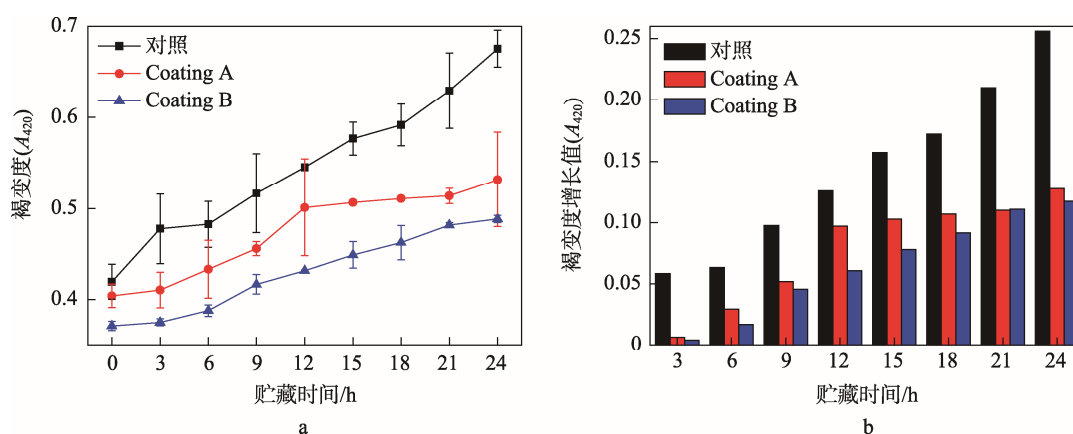 0.7
0.6
0.5
0.4
褐变度(A₄₂₀)
对照
Coating A
Coating B
0 3 6 9 12 15 18 21 24
贮藏时间/h
a
0.25
0.20
0.15
0.10
0.05
0
褐变度增长值(A₄₂₀)
对照
Coating A
Coating B
3 6 9 12 15 18 21 24
贮藏时间/h
b